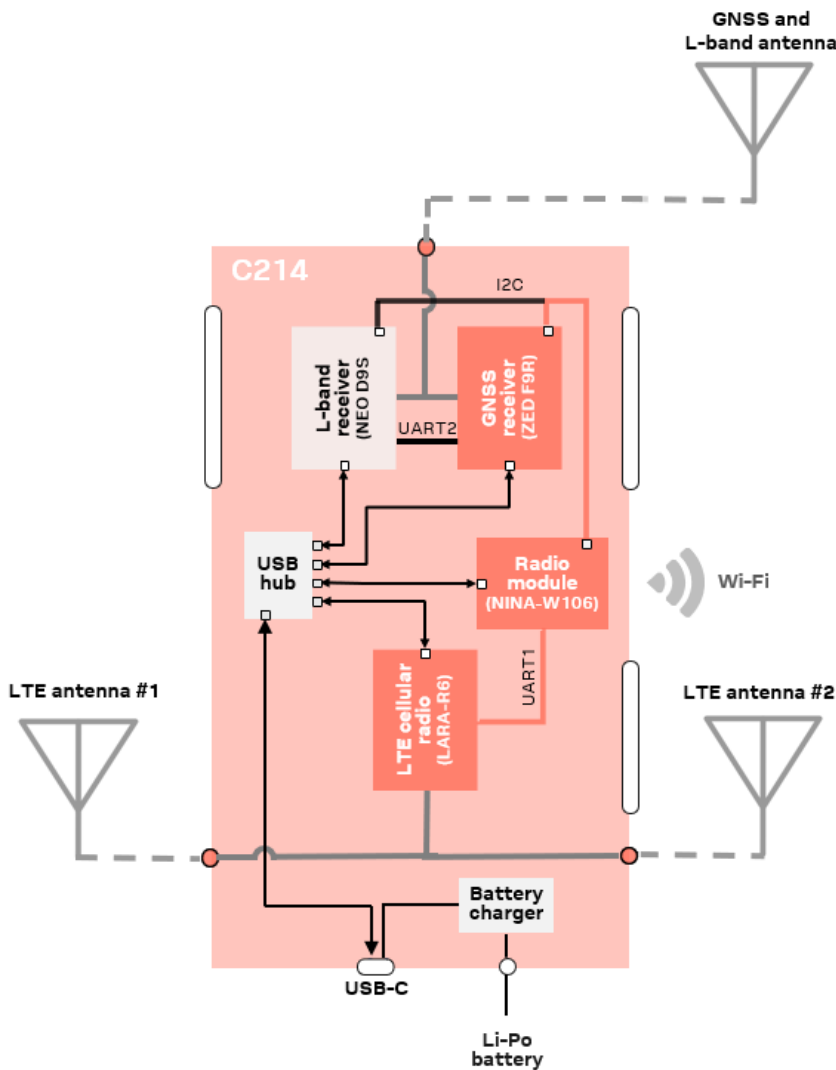 GNSS and
L-band antenna
C214
I2C
L-band
receiver
(NEO D9S)
GNSS
receiver
(ZED F9R)
UART2
USB
hub
Radio
module
(NINA-W106)
Wi-Fi
UART1
LTE cellular
radio
(LARA-R6)
LTE antenna #1
LTE antenna #2
Battery
charger
USB-C
Li-Po
battery